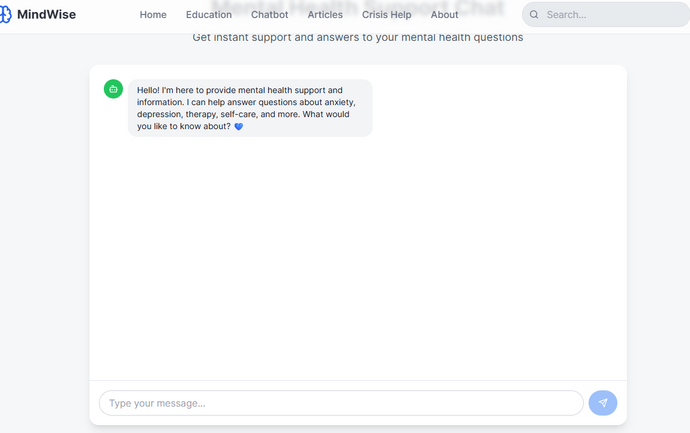 Mental Health Support Chat
MindWise
Home Education Chatbot Articles Crisis Help About
Search...
Get instant support and answers to your mental health questions
Hello! I'm here to provide mental health support and
information. I can help answer questions about anxiety,
depression, therapy, self-care, and more. What would
you like to know about? 💙
Type your message...